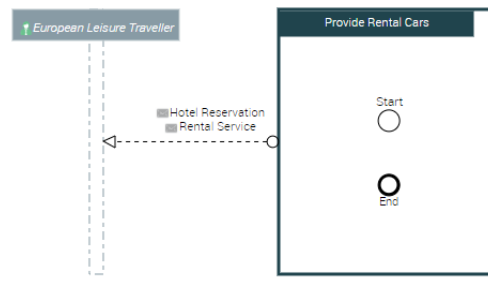 European Leisure Traveller
Provide Rental Cars
Hotel Reservation
Rental Service
Start
End